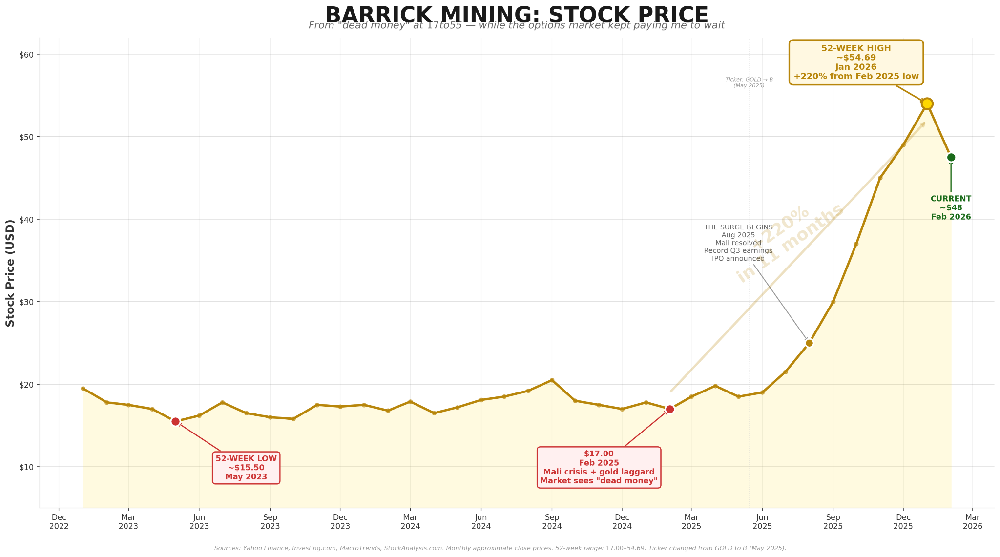 BARRICK MINING: STOCK PRICE
From "dead money" at 17to55 — while the options market kept paying me to wait
Stock Price (USD)
$60
$50
$40
$30
$20
$10
52-WEEK HIGH
~$54.69
Jan 2026
+220% from Feb 2025 low
Ticker: GOLD → B
(May 2025)
CURRENT
~$48
Feb 2026
+220%
in 11 months
THE SURGE BEGINS
Aug 2025
Mali resolved
Record Q3 earnings
IPO announced
52-WEEK LOW
~$15.50
May 2023
$17.00
Feb 2025
Mali crisis + gold laggard
Market sees "dead money"
Dec
2022
Mar
2023
Jun
2023
Sep
2023
Dec
2023
Mar
2024
Jun
2024
Sep
2024
Dec
2024
Mar
2025
Jun
2025
Sep
2025
Dec
2025
Mar
2026
Sources: Yahoo Finance, Investing.com, MacroTrends, StockAnalysis.com. Monthly approximate close prices. 52-week range: 17.00–54.69. Ticker changed from GOLD to B (May 2025).